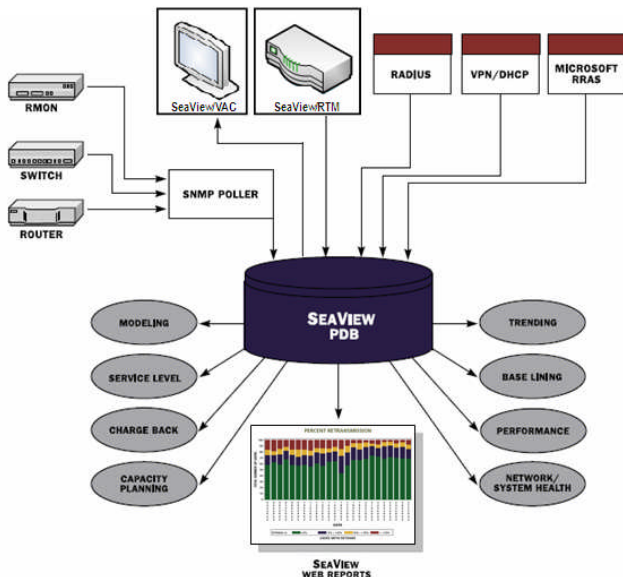 RMON
SWITCH
ROUTER
SNMP POLLER
SeaView/VAC
SeaView/RTM
RADIUS
VPN/DHCP
MICROSOFT
RRAS
SEAVIEW
PDB
MODELING
SERVICE LEVEL
CHARGE BACK
CAPACITY
PLANNING
TRENDING
BASE LINING
PERFORMANCE
NETWORK/
SYSTEM HEALTH
PERCENT RETRANSMISSION
SEAVIEW
WEB REPORTS